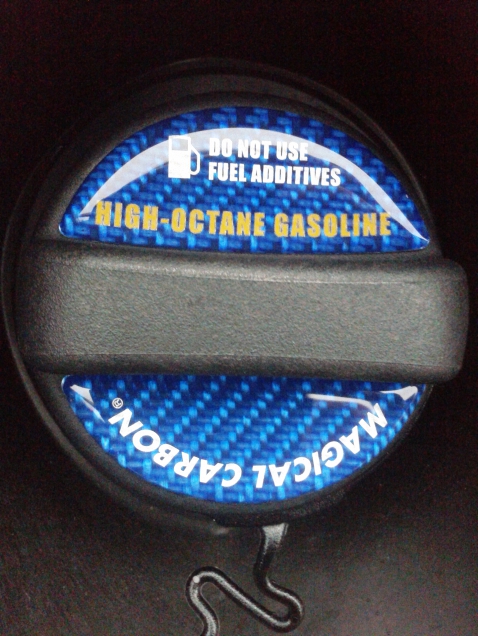 DO NOT USE
FUEL ADDITIVES
HIGH-OCTANE GASOLINE
MAGICAL CARBON®